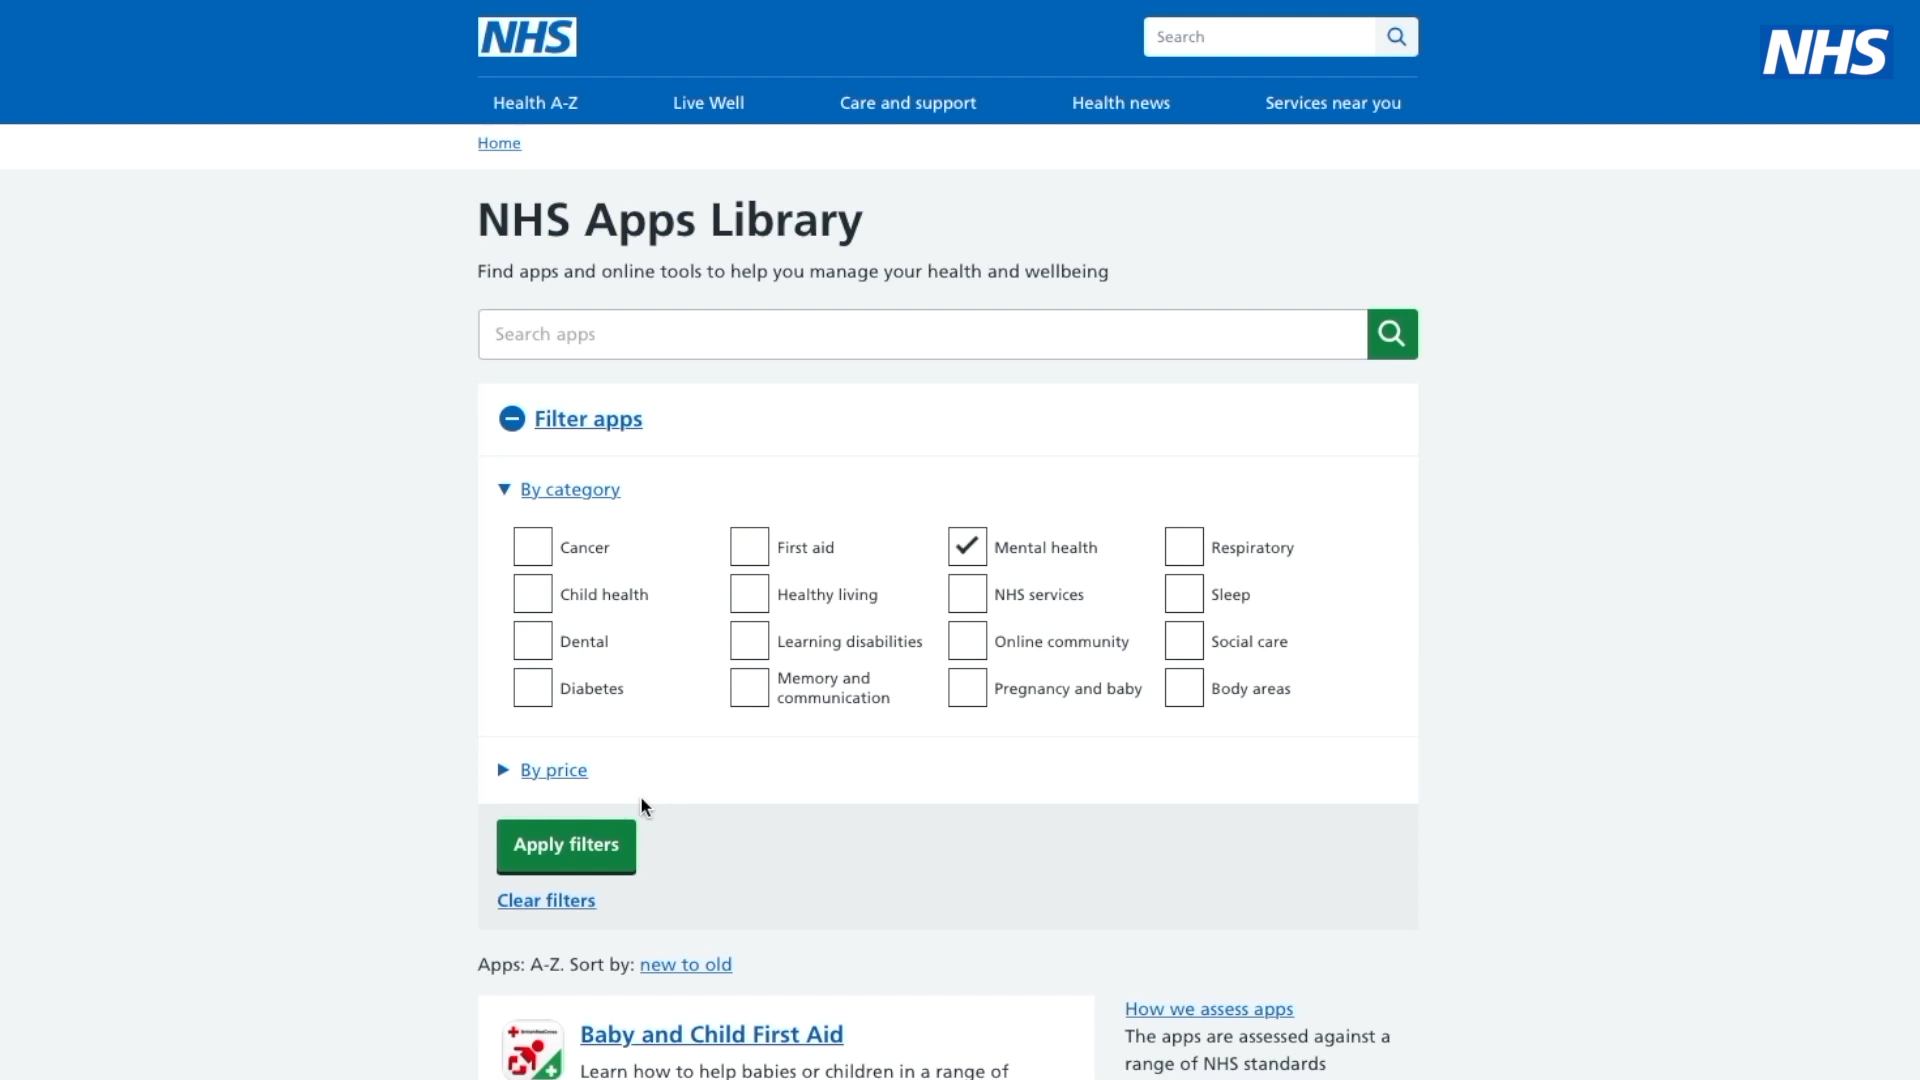 NHS
Search
NHS
Health A-Z
Live Well
Care and support
Health news
Services near you
Home
NHS Apps Library
Find apps and online tools to help you manage your health and wellbeing
Search apps
Filter apps
By category
Cancer
First aid
Mental health
Respiratory
Child health
Healthy living
NHS services
Sleep
Dental
Learning disabilities
Online community
Social care
Diabetes
Memory and
communication
Pregnancy and baby
Body areas
By price
Apply filters
Clear filters
Apps: A-Z. Sort by: new to old
Baby and Child First Aid
Learn how to help babies or children in a range of
How we assess apps
The apps are assessed against a
range of NHS standards